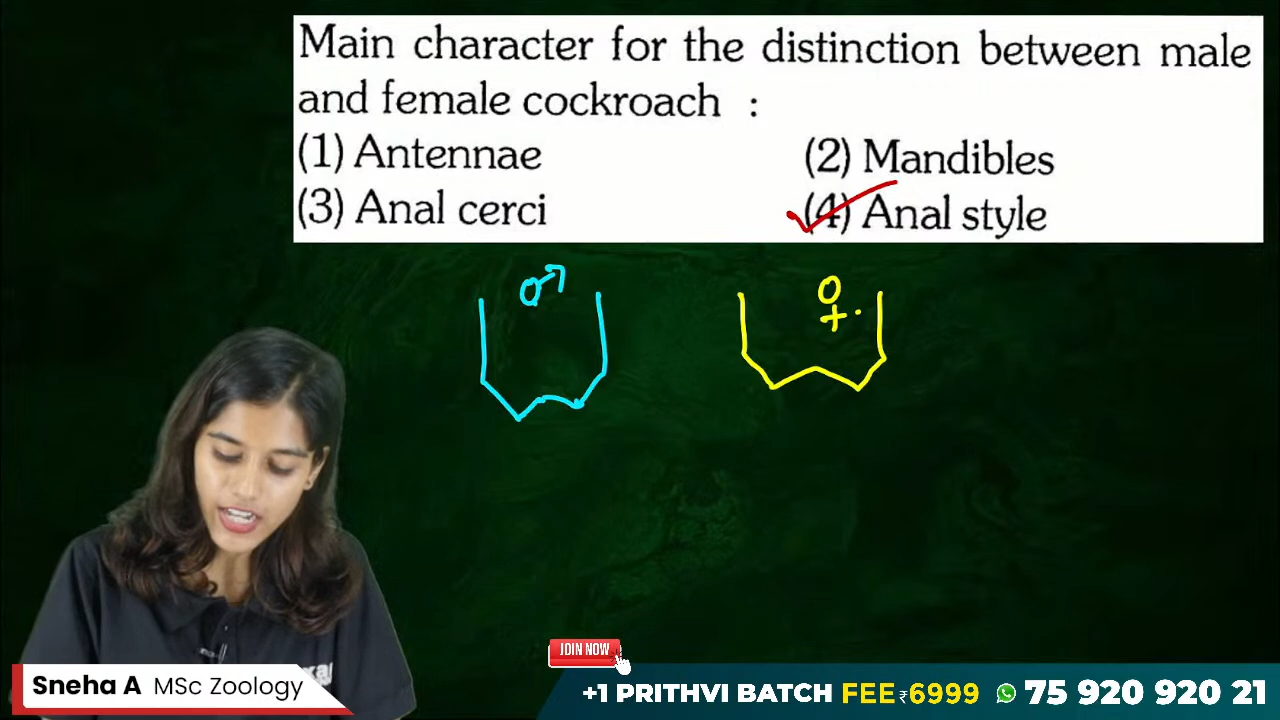 Main character for the distinction between male
and female cockroach :
(1) Antennae (2) Mandibles
(3) Anal cerci (4) Anal style
♂ ♀
JOIN NOW
Sneha A MSc Zoology
+1 PRITHVI BATCH FEE ₹6999 75 920 920 21